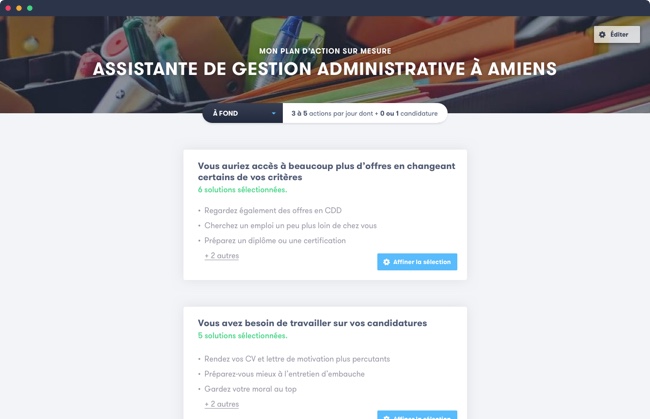 Éditer
MON PLAN D'ACTION SUR MESURE
ASSISTANTE DE GESTION ADMINISTRATIVE À AMIENS
À FOND
3 à 5 actions par jour dont + 0 ou 1 candidature
Vous auriez accès à beaucoup plus d'offres en changeant
certains de vos critères
6 solutions sélectionnées.
• Regardez également des offres en CDD
• Cherchez un emploi un peu plus loin de chez vous
• Préparez un diplôme ou une certification
+ 2 autres
Affiner la sélection
Vous avez besoin de travailler sur vos candidatures
5 solutions sélectionnées.
• Rendez vos CV et lettre de motivation plus percutants
• Préparez-vous mieux à l'entretien d'embauche
• Gardez votre moral au top
+ 2 autres
Affiner la sélection